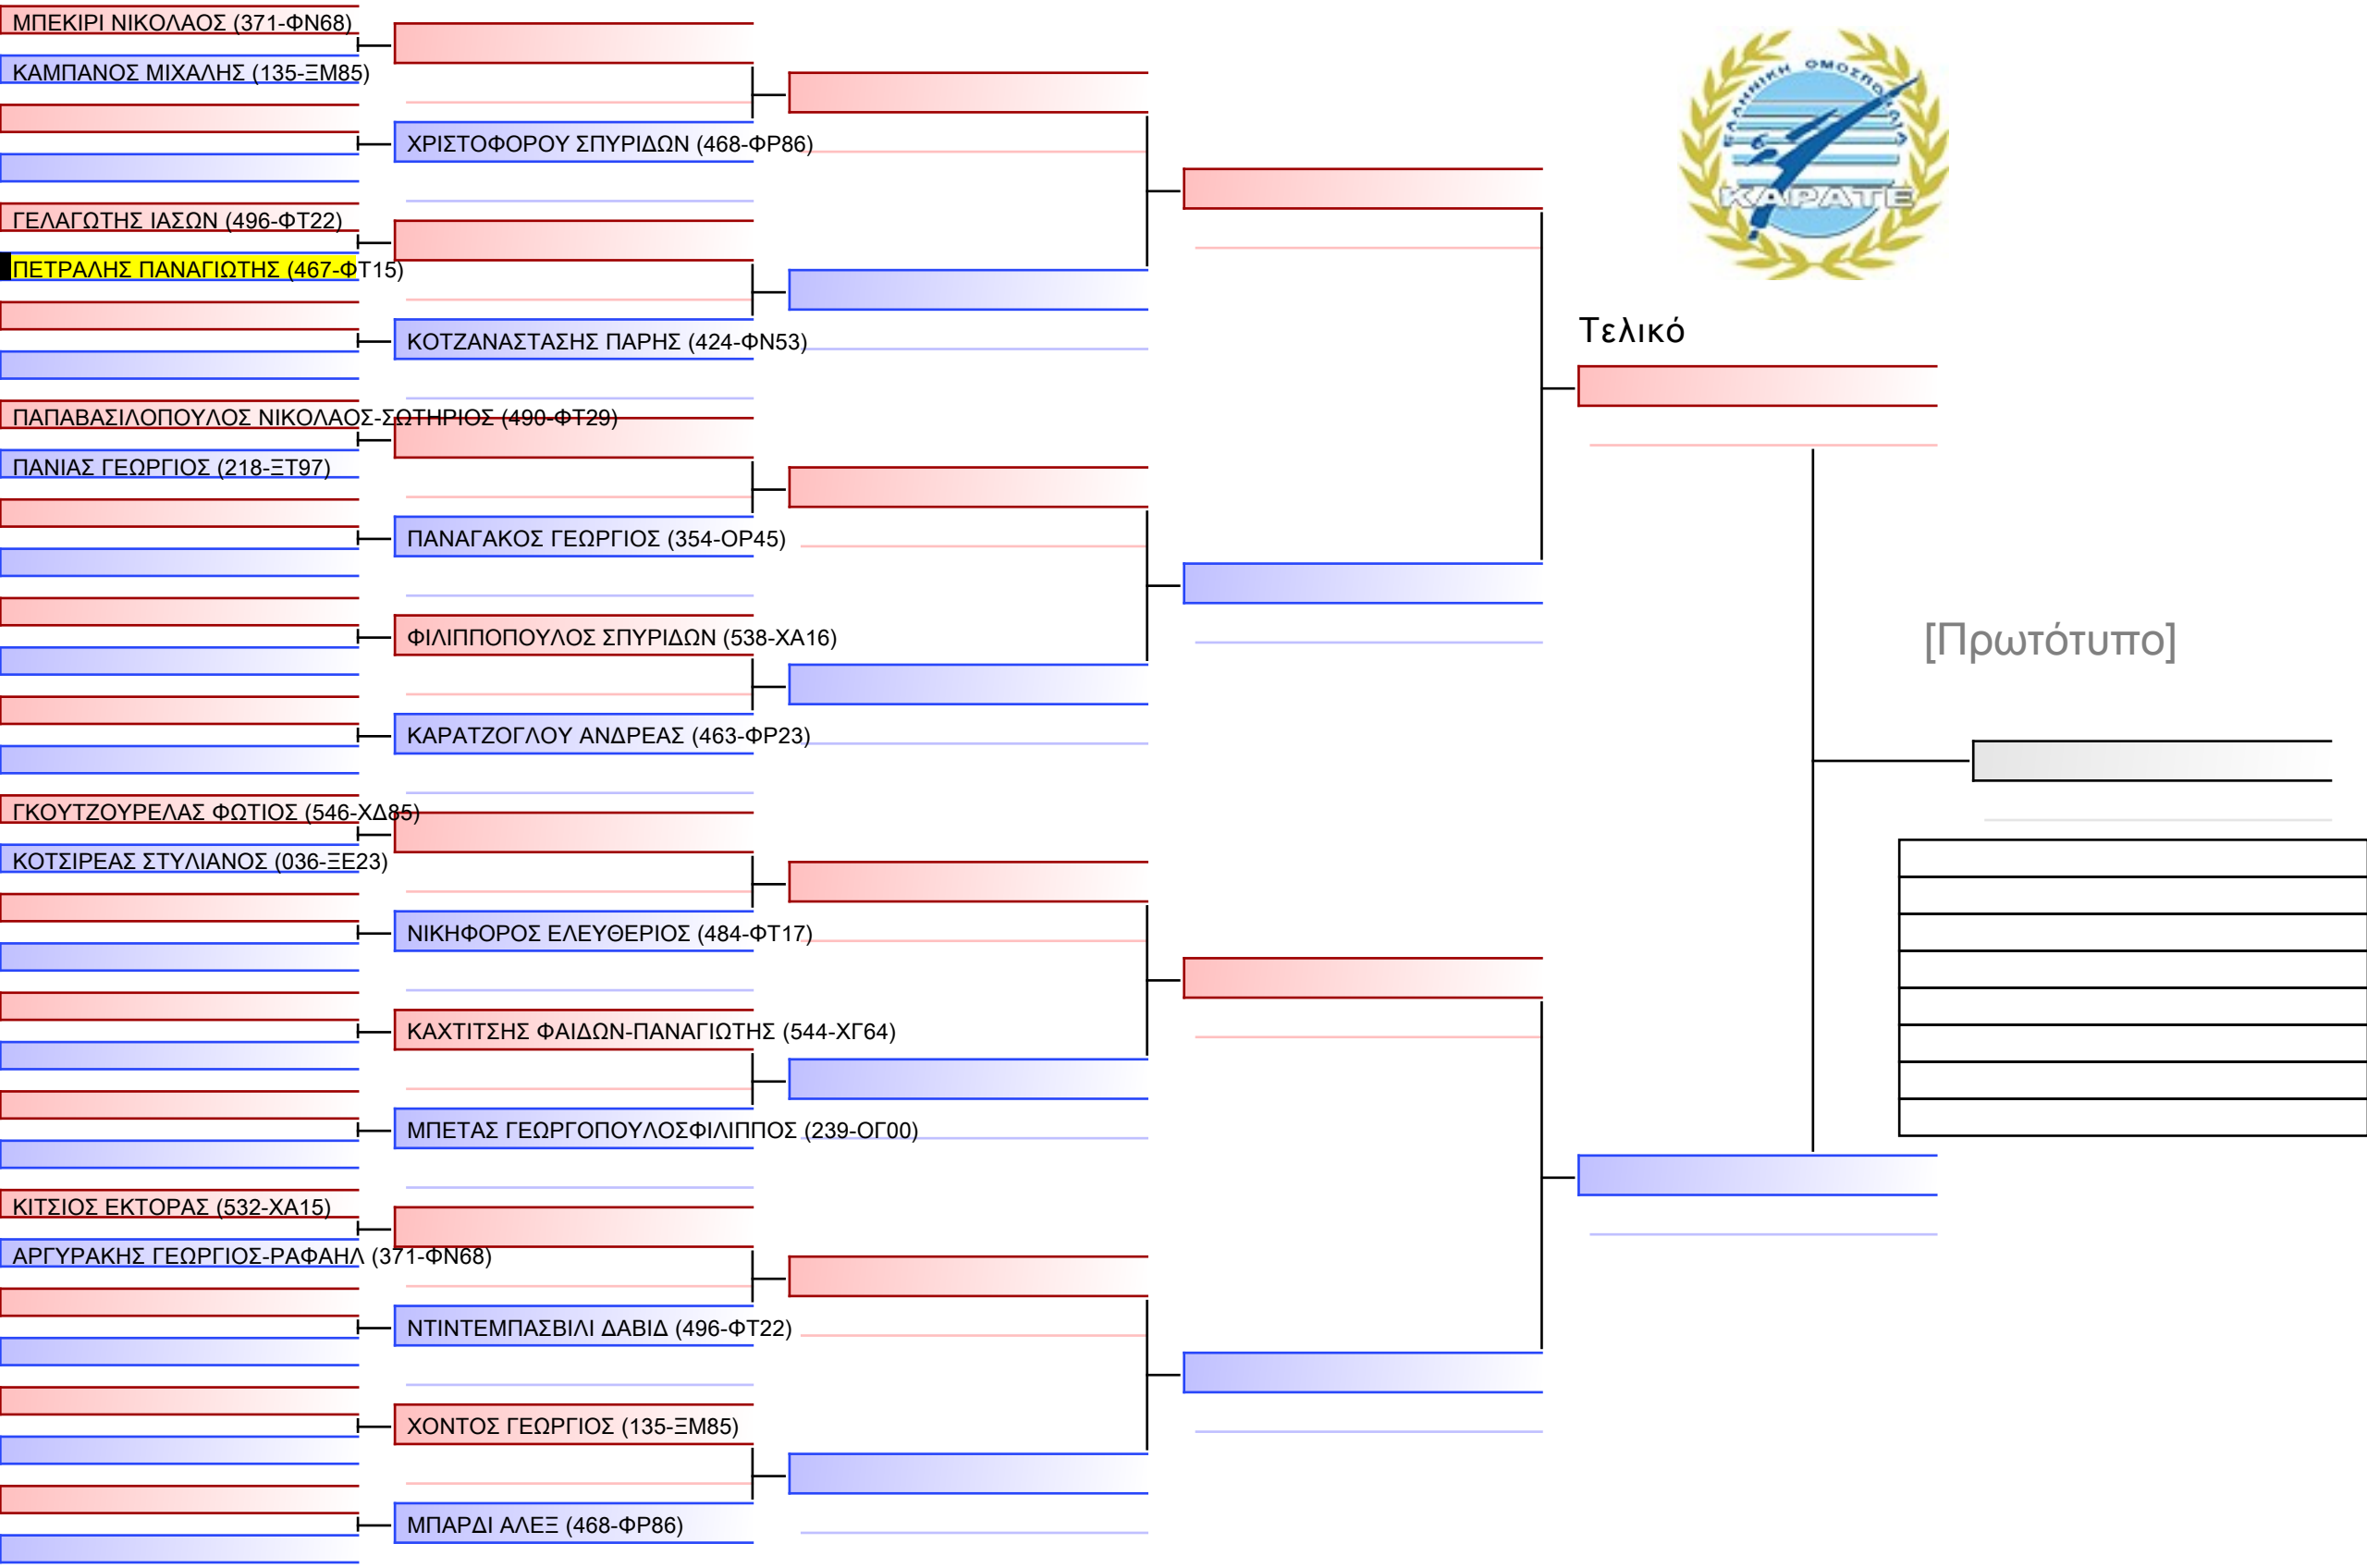 ΜΠΕΚΙΡΙ ΝΙΚΟΛΑΟΣ (371-ΦΝ68)
ΚΑΜΠΑΝΟΣ ΜΙΧΑΛΗΣ (135-ΞΜ85)
ΧΡΙΣΤΟΦΟΡΟΥ ΣΠΥΡΙΔΩΝ (468-ΦΡ86)
ΓΕΛΑΓΩΤΗΣ ΙΑΣΩΝ (496-ΦΤ22)
ΠΕΤΡΑΛΗΣ ΠΑΝΑΓΙΩΤΗΣ (467-ΦΤ15)
ΚΟΤΖΑΝΑΣΤΑΣΗΣ ΠΑΡΗΣ (424-ΦΝ53)
ΠΑΠΑΒΑΣΙΛΟΠΟΥΛΟΣ ΝΙΚΟΛΑΟΣ-ΣΩΤΗΡΙΟΣ (490-ΦΤ29)
ΠΑΝΙΑΣ ΓΕΩΡΓΙΟΣ (218-ΞΤ97)
ΠΑΝΑΓΑΚΟΣ ΓΕΩΡΓΙΟΣ (354-ΟΡ45)
ΦΙΛΙΠΠΟΠΟΥΛΟΣ ΣΠΥΡΙΔΩΝ (538-ΧΑ16)
ΚΑΡΑΤΖΟΓΛΟΥ ΑΝΔΡΕΑΣ (463-ΦΡ23)
ΓΚΟΥΤΖΟΥΡΕΛΑΣ ΦΩΤΙΟΣ (546-ΧΔ85)
ΚΟΤΣΙΡΕΑΣ ΣΤΥΛΙΑΝΟΣ (036-ΞΕ23)
ΝΙΚΗΦΟΡΟΣ ΕΛΕΥΘΕΡΙΟΣ (484-ΦΤ17)
ΚΑΧΤΙΤΣΗΣ ΦΑΙΔΩΝ-ΠΑΝΑΓΙΩΤΗΣ (544-ΧΓ64)
ΜΠΕΤΑΣ ΓΕΩΡΓΟΠΟΥΛΟΣΦΙΛΙΠΠΟΣ (239-ΟΓ00)
ΚΙΤΣΙΟΣ ΕΚΤΟΡΑΣ (532-ΧΑ15)
ΑΡΓΥΡΑΚΗΣ ΓΕΩΡΓΙΟΣ-ΡΑΦΑΗΛ (371-ΦΝ68)
ΝΤΙΝΤΕΜΠΑΣΒΙΛΙ ΔΑΒΙΔ (496-ΦΤ22)
ΧΟΝΤΟΣ ΓΕΩΡΓΙΟΣ (135-ΞΜ85)
ΜΠΑΡΔΙ ΑΛΕΞ (468-ΦΡ86)
ΕΛΛΗΝΙΚΗ ΟΜΟΣΠΟΝΔΙΑ
ΚΑΡΑΤΕ
Τελικό
[Πρωτότυπο]